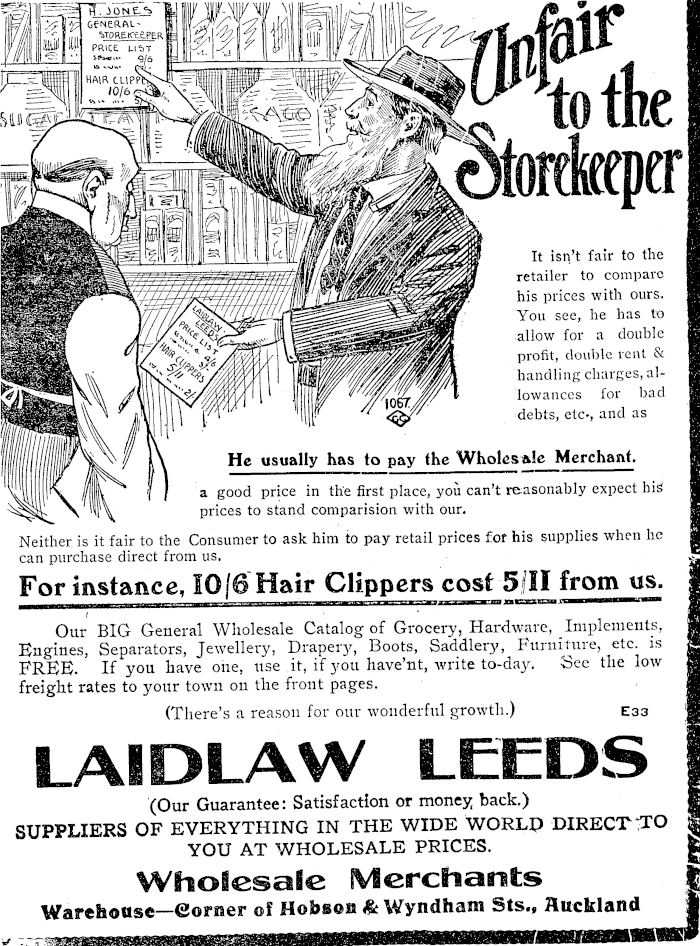 H. JONES
GENERAL-
STOREKEEPER
PRICE LIST
9/6
HAIR CLIPPE
10/6
SUGAR
TEA
SAGO
Unfair
to the
Storekeeper
LAIDLAW
LEEDS
PRICE LIST
4/6
HAIR CLIPPERS
5/11
1067
It isn't fair to the
retailer to compare
his prices with ours.
You see, he has to
allow for a double
profit, double rent &
handling charges, al-
lowances for bad
debts, etc., and as
He usually has to pay the Wholesale Merchant.
a good price in the first place, you can't reasonably expect his
prices to stand comparision with our.
Neither is it fair to the Consumer to ask him to pay retail prices for his supplies when he
can purchase direct from us.
For instance, 10/6 Hair Clippers cost 5/11 from us.
Our BIG General Wholesale Catalog of Grocery, Hardware, Implements,
Engines, Separators, Jewellery, Drapery, Boots, Saddlery, Furniture, etc. is
FREE. If you have one, use it, if you have'nt, write to-day. See the low
freight rates to your town on the front pages.
(There's a reason for our wonderful growth.)
E33
LAIDLAW LEEDS
(Our Guarantee: Satisfaction or money back.)
SUPPLIERS OF EVERYTHING IN THE WIDE WORLD DIRECT TO
YOU AT WHOLESALE PRICES.
Wholesale Merchants
Warehouse—Corner of Hobson & Wyndham Sts., Auckland